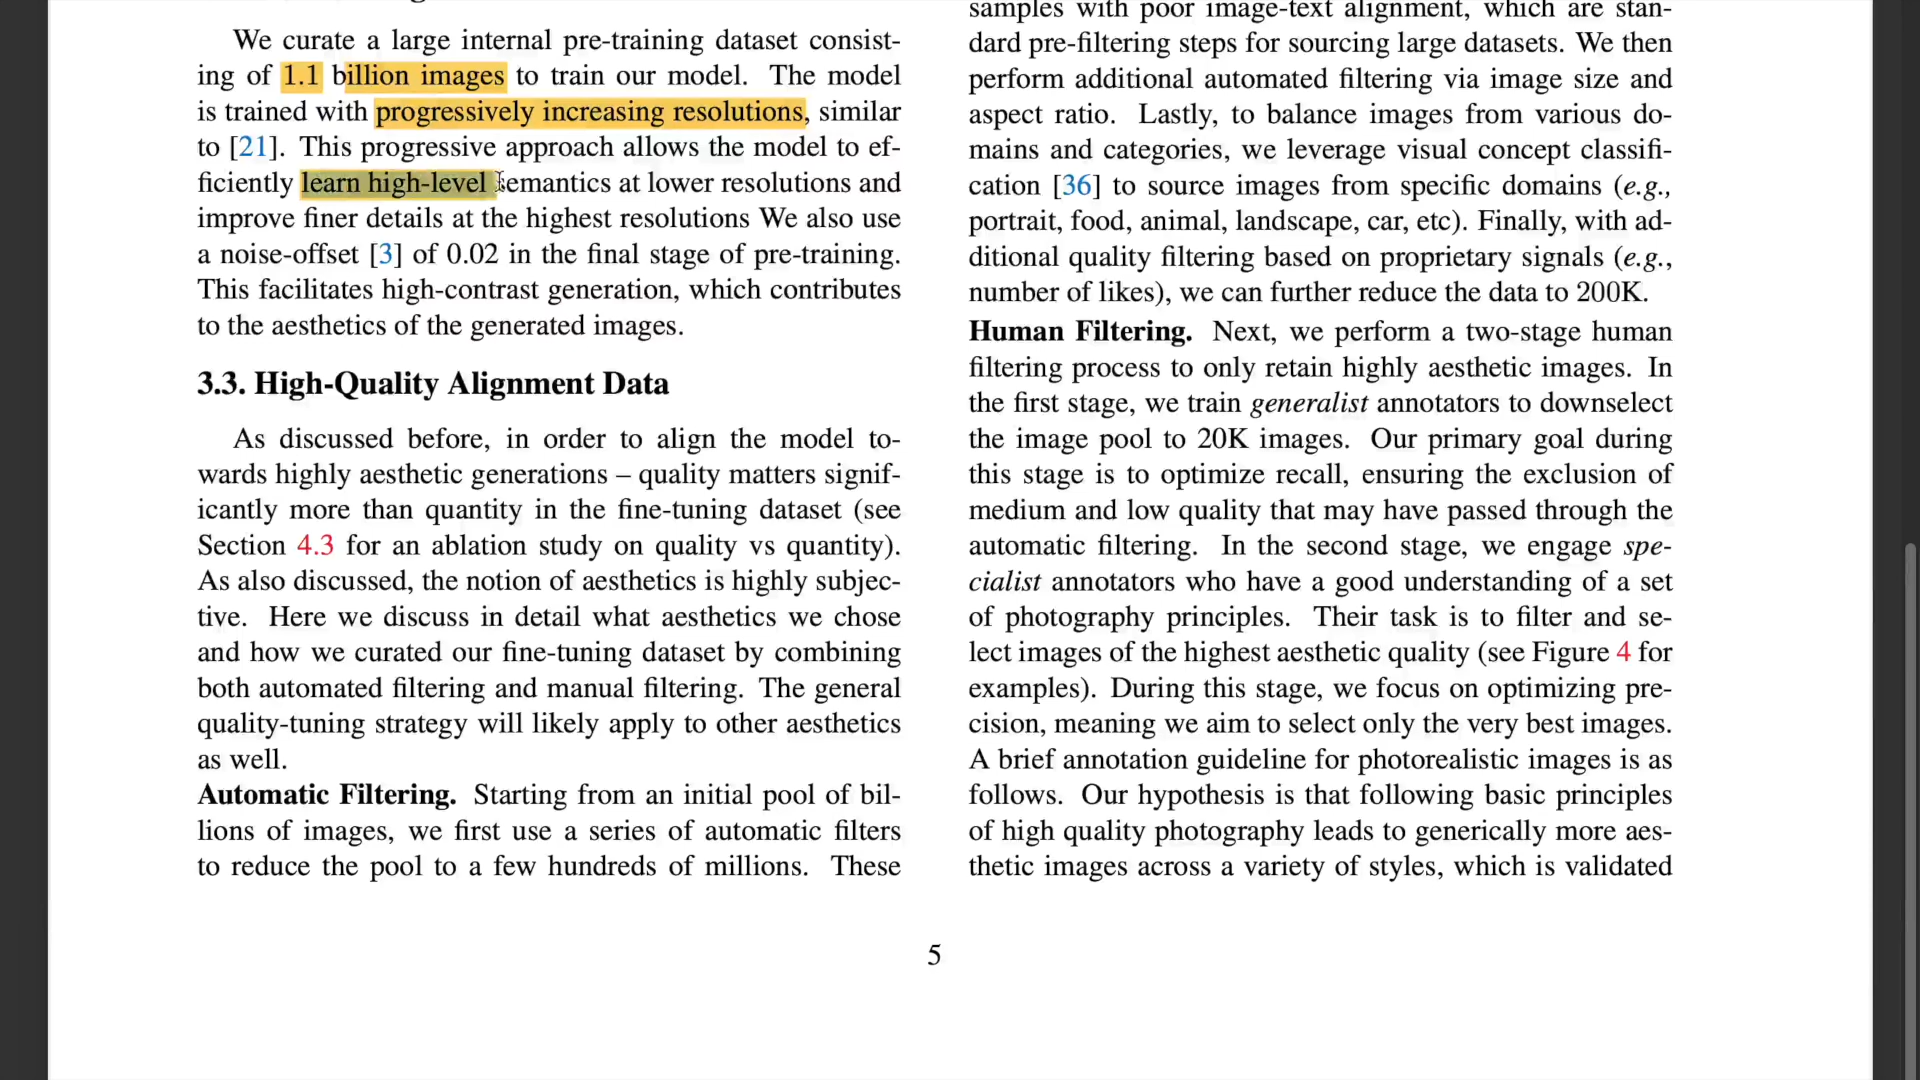 We curate a large internal pre-training dataset consist-
ing of 1.1 billion images to train our model. The model
is trained with progressively increasing resolutions, similar
to [21]. This progressive approach allows the model to ef-
ficiently learn high-level semantics at lower resolutions and
improve finer details at the highest resolutions We also use
a noise-offset [3] of 0.02 in the final stage of pre-training.
This facilitates high-contrast generation, which contributes
to the aesthetics of the generated images.
3.3. High-Quality Alignment Data
As discussed before, in order to align the model to-
wards highly aesthetic generations – quality matters signif-
icantly more than quantity in the fine-tuning dataset (see
Section 4.3 for an ablation study on quality vs quantity).
As also discussed, the notion of aesthetics is highly subjec-
tive. Here we discuss in detail what aesthetics we chose
and how we curated our fine-tuning dataset by combining
both automated filtering and manual filtering. The general
quality-tuning strategy will likely apply to other aesthetics
as well.
Automatic Filtering. Starting from an initial pool of bil-
lions of images, we first use a series of automatic filters
to reduce the pool to a few hundreds of millions. These
samples with poor image-text alignment, which are stan-
dard pre-filtering steps for sourcing large datasets. We then
perform additional automated filtering via image size and
aspect ratio. Lastly, to balance images from various do-
mains and categories, we leverage visual concept classifi-
cation [36] to source images from specific domains (e.g.,
portrait, food, animal, landscape, car, etc). Finally, with ad-
ditional quality filtering based on proprietary signals (e.g.,
number of likes), we can further reduce the data to 200K.
Human Filtering. Next, we perform a two-stage human
filtering process to only retain highly aesthetic images. In
the first stage, we train generalist annotators to downselect
the image pool to 20K images. Our primary goal during
this stage is to optimize recall, ensuring the exclusion of
medium and low quality that may have passed through the
automatic filtering. In the second stage, we engage spe-
cialist annotators who have a good understanding of a set
of photography principles. Their task is to filter and se-
lect images of the highest aesthetic quality (see Figure 4 for
examples). During this stage, we focus on optimizing pre-
cision, meaning we aim to select only the very best images.
A brief annotation guideline for photorealistic images is as
follows. Our hypothesis is that following basic principles
of high quality photography leads to generically more aes-
thetic images across a variety of styles, which is validated
5